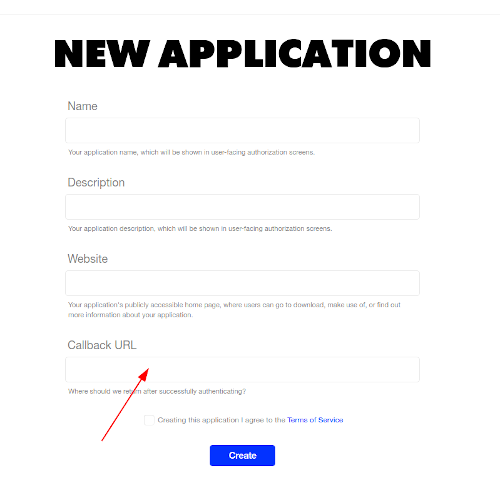 NEW APPLICATION
Name
Your application name, which will be shown in user-facing authorization screens.
Description
Your application description, which will be shown in user-facing authorization screens.
Website
Your application's publicly accessible home page, where users can go to download, make use of, or find out
more information about your application.
Callback URL
Where should we return after successfully authenticating?
Creating this application I agree to the Terms of Service
Create